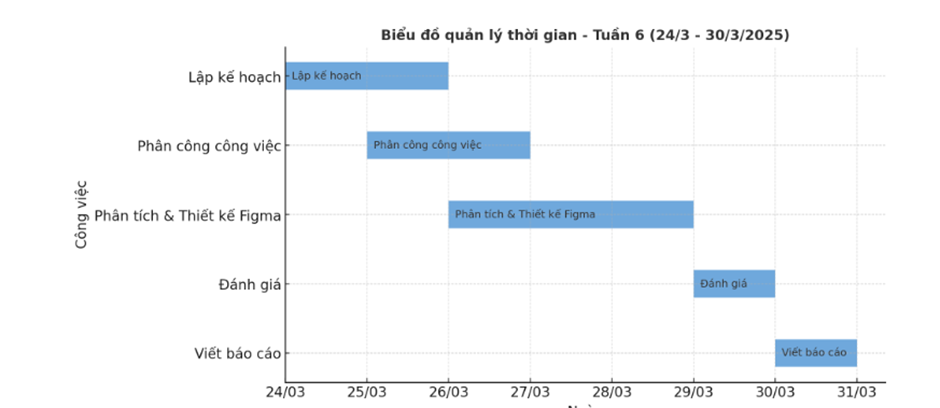 Biểu đồ quản lý thời gian - Tuần 6 (24/3 - 30/3/2025)
Lập kế hoạch
Lập kế hoạch
Phân công công việc
Phân công công việc
Công việc
Phân tích & Thiết kế Figma
Phân tích & Thiết kế Figma
Đánh giá
Đánh giá
Viết báo cáo
Viết báo cáo
24/03 25/03 26/03 27/03 28/03 29/03 30/03 31/03